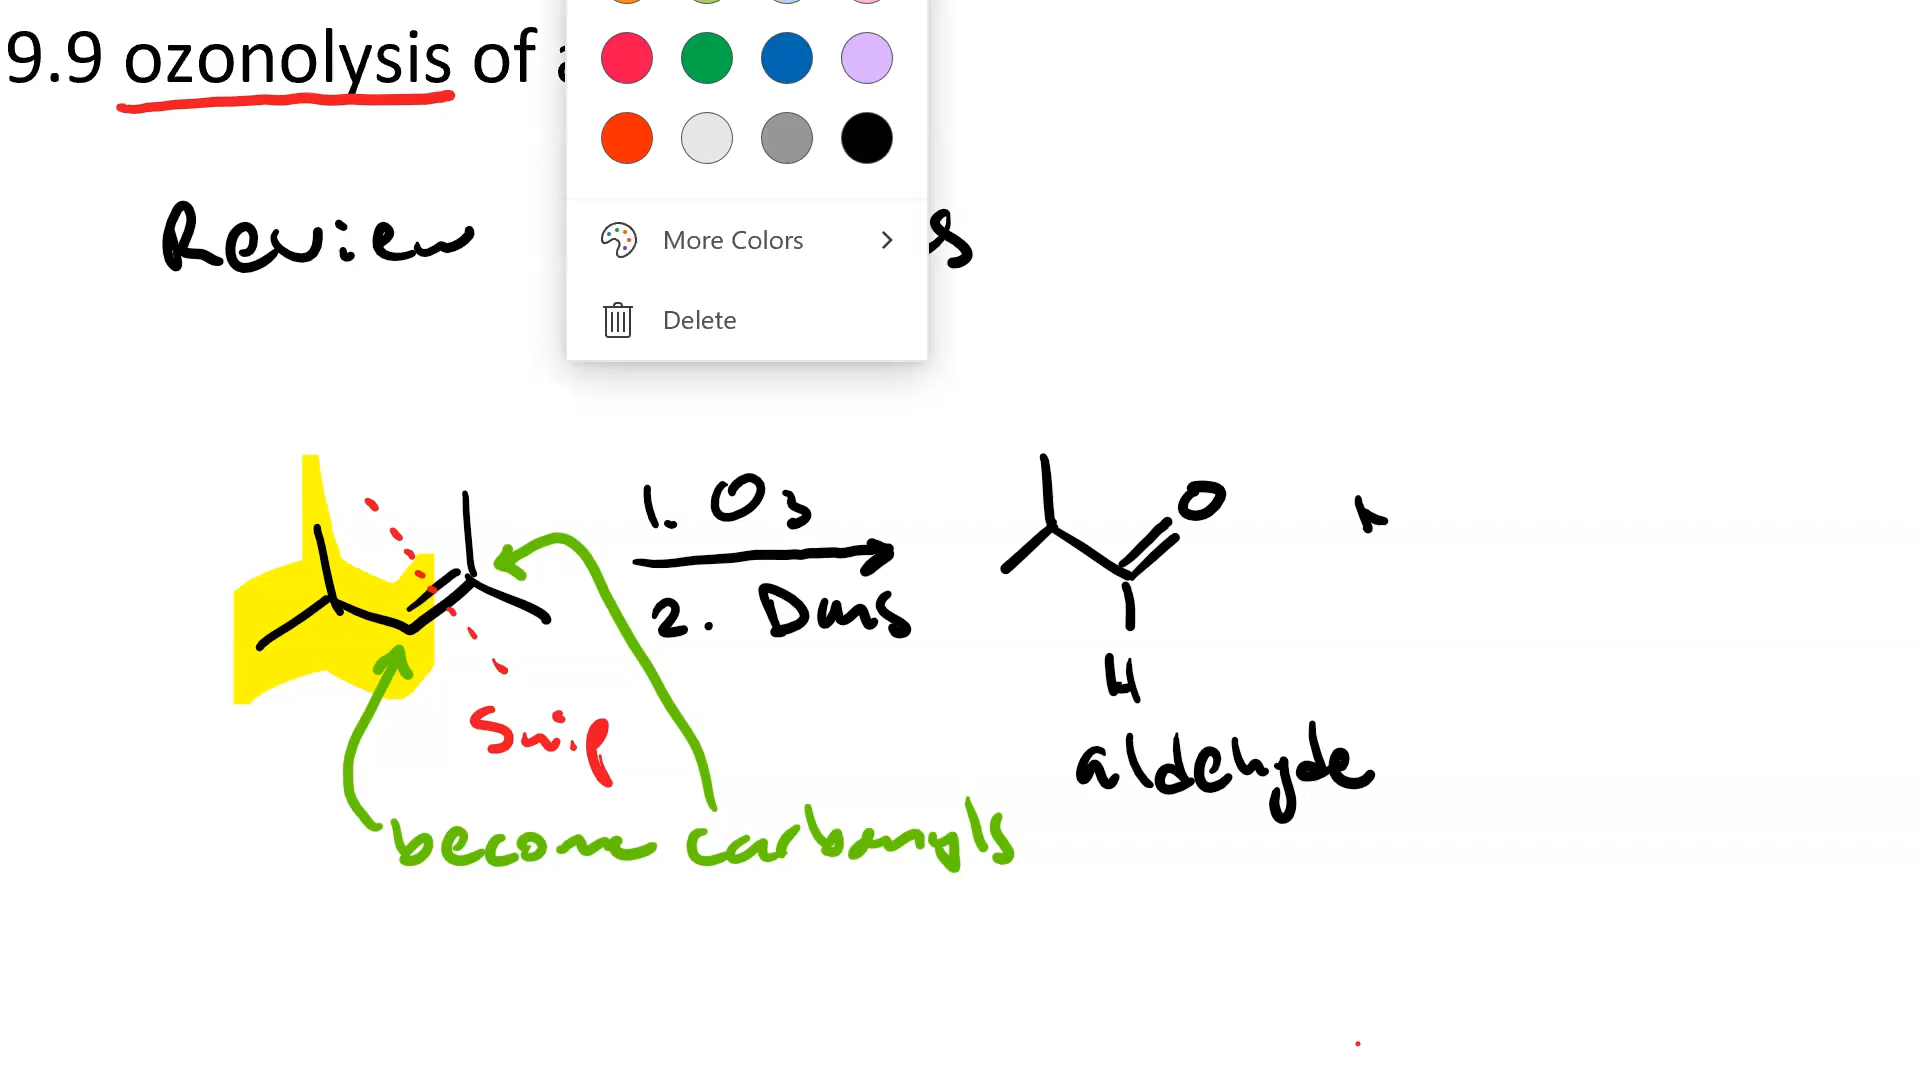 9.9 ozonolysis of a
Review s
More Colors
Delete
1. O3
2. DMS
O
H
aldehyde
Snip
become carbonyls